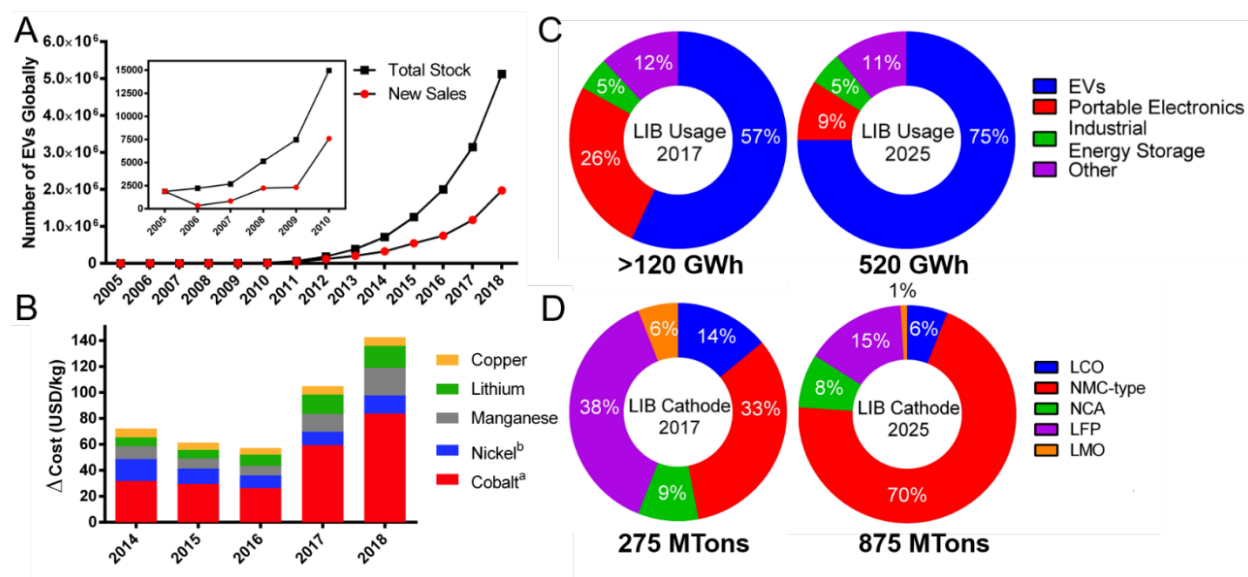 A
Number of EVs Globally
6.0×10⁶
5.0×10⁶
4.0×10⁶
3.0×10⁶
2.0×10⁶
1.0×10⁶
0
15000
12500
10000
7500
5000
2500
0
2005
2006
2007
2008
2009
2010
Total Stock
New Sales
2005
2006
2007
2008
2009
2010
2011
2012
2013
2014
2015
2016
2017
2018
B
Δ Cost (USD/kg)
140
120
100
80
60
40
20
0
2014
2015
2016
2017
2018
Copper
Lithium
Manganese
Nickelᵇ
Cobaltᵃ
C
12%
5%
26%
57%
LIB Usage
2017
>120 GWh
11%
5%
9%
75%
LIB Usage
2025
520 GWh
EVs
Portable Electronics
Industrial
Energy Storage
Other
D
6%
14%
38%
33%
9%
LIB Cathode
2017
275 MTons
1%
6%
15%
8%
70%
LIB Cathode
2025
875 MTons
LCO
NMC-type
NCA
LFP
LMO